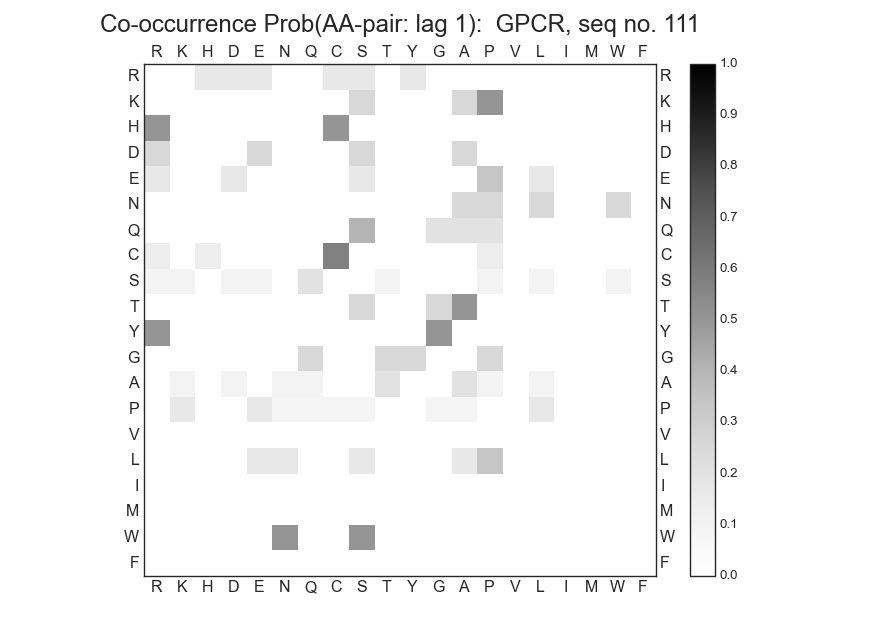 Co-occurrence Prob(AA-pair: lag 1):  GPCR, seq no. 111
R K H D E N Q C S T Y G A P V L I M W F
1.0
R R
K K
0.9
H H
0.8
D D
E E
0.7
N N
Q Q
0.6
C C
S S
0.5
T T
Y Y
0.4
G G
A A
0.3
P P
V V
0.2
L L
I I
0.1
M M
W W
F F
0.0
R K H D E N Q C S T Y G A P V L I M W F